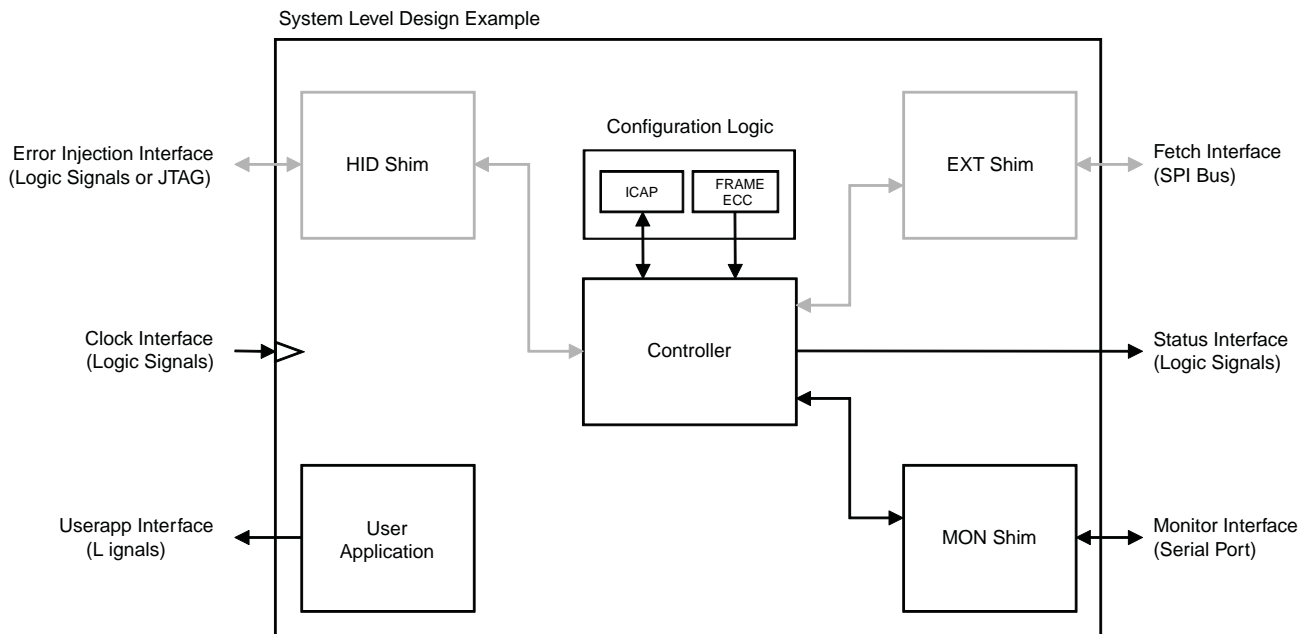 System Level Design Example
Error Injection Interface
(Logic Signals or JTAG)
HID Shim
Configuration Logic
ICAP
FRAME
ECC
EXT Shim
Fetch Interface
(SPI Bus)
Clock Interface
(Logic Signals)
Controller
Status Interface
(Logic Signals)
Userapp Interface
(L ignals)
User
Application
MON Shim
Monitor Interface
(Serial Port)